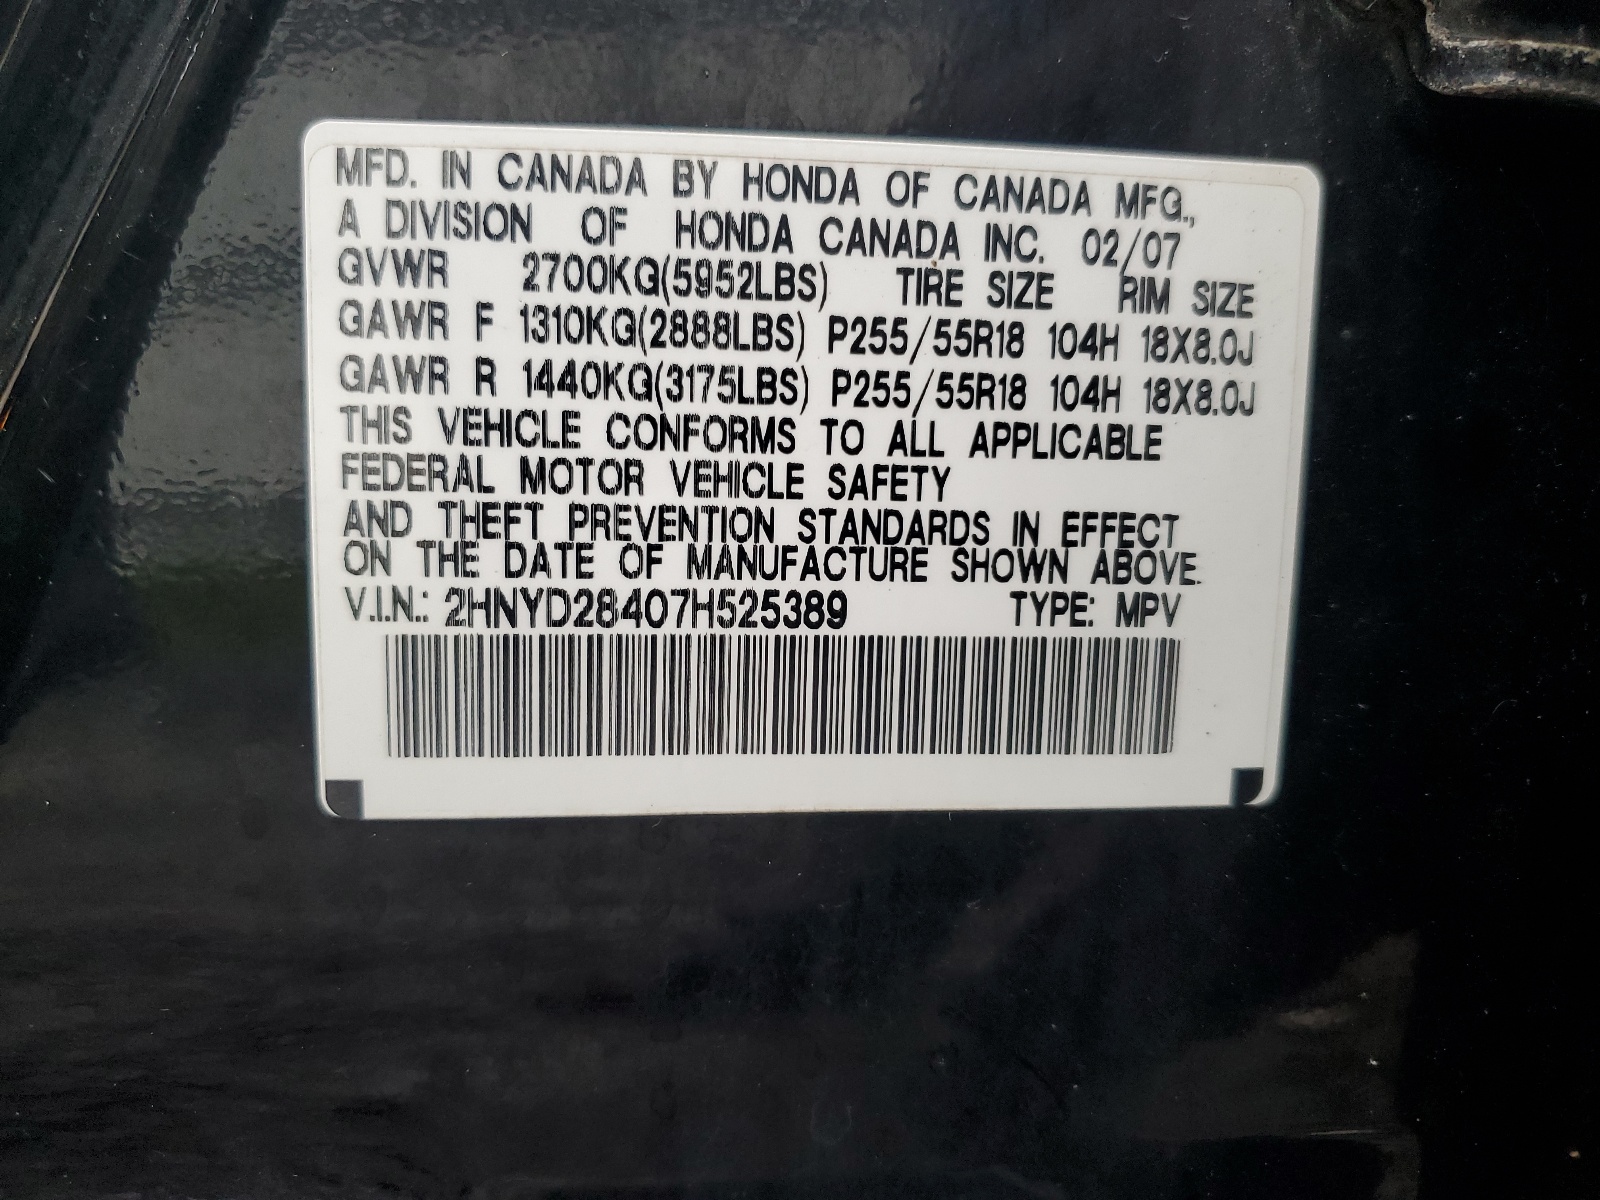 MFD. IN CANADA BY HONDA OF CANADA MFG.,
A DIVISION OF HONDA CANADA INC. 02/07
GVWR 2700KG(5952LBS) TIRE SIZE RIM SIZE
GAWR F 1310KG(2888LBS) P255/55R18 104H 18X8.0J
GAWR R 1440KG(3175LBS) P255/55R18 104H 18X8.0J
THIS VEHICLE CONFORMS TO ALL APPLICABLE
FEDERAL MOTOR VEHICLE SAFETY
AND THEFT PREVENTION STANDARDS IN EFFECT
ON THE DATE OF MANUFACTURE SHOWN ABOVE.
V.I.N.: 2HNYD28407H525389 TYPE: MPV